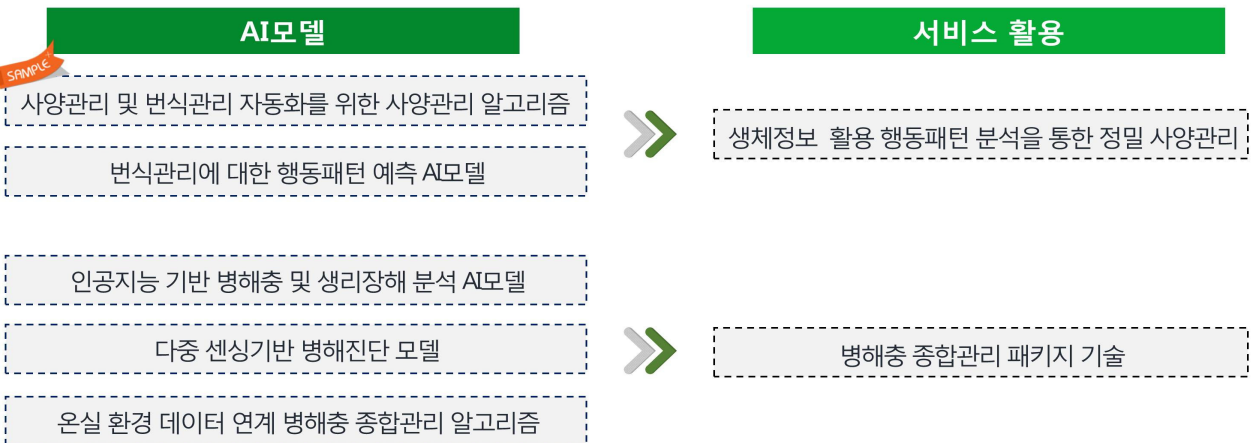 AI모델
서비스 활용
SAMPLE
사양관리 및 번식관리 자동화를 위한 사양관리 알고리즘
번식관리에 대한 행동패턴 예측 AI모델
생체정보 활용 행동패턴 분석을 통한 정밀 사양관리
인공지능 기반 병해충 및 생리장해 분석 AI모델
다중 센싱기반 병해진단 모델
온실 환경 데이터 연계 병해충 종합관리 알고리즘
병해충 종합관리 패키지 기술